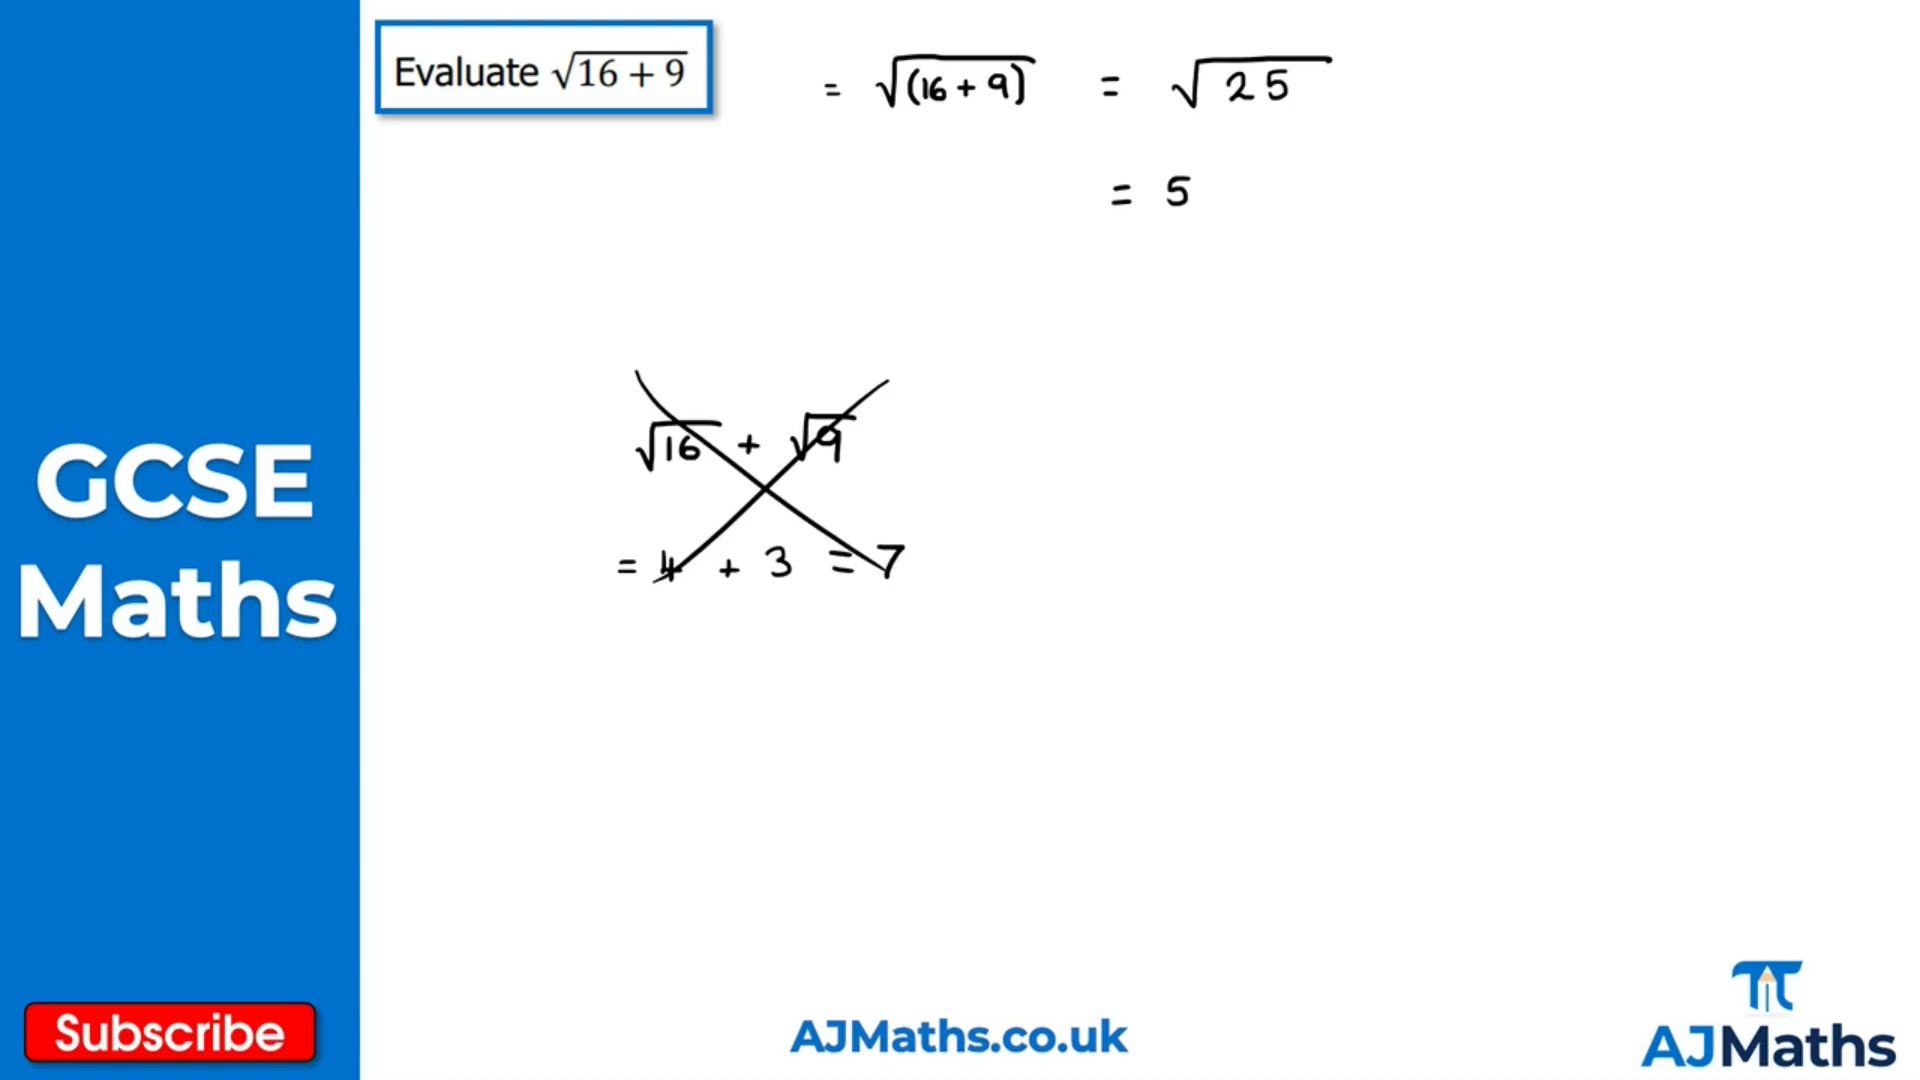 Evaluate √16 + 9 = √(16 + 9) = √25
= 5
√16 + √9
= 4 + 3 = 7
GCSE
Maths
Subscribe
AJMaths.co.uk
AJMaths